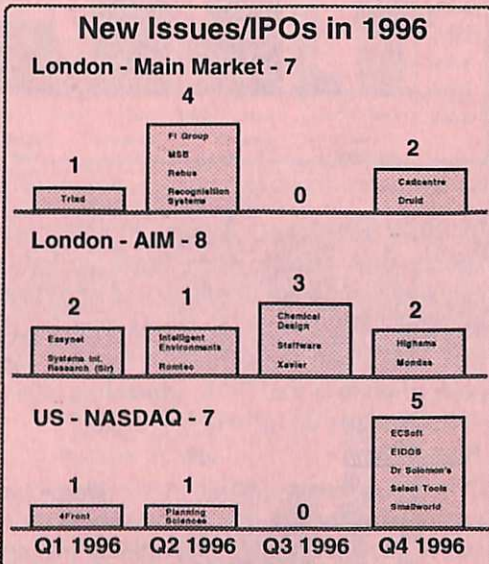 New Issues/IPOs in 1996
London - Main Market - 7
1
4
0
2
Triad
FI Group
MSB
Rebus
Recognisition
Systems
Cadcentre
Druid
London - AIM - 8
2
1
3
2
Easynet
Systems Int.
Research (Sir)
Intelligent
Environments
Romtec
Chemical
Design
Staffware
Xavier
Highams
Mondas
US - NASDAQ - 7
1
1
0
5
4Front
Planning
Sciences
ECSoft
EIDOS
Dr Solomon's
Select Tools
Smallworld
Q1 1996 Q2 1996 Q3 1996 Q4 1996